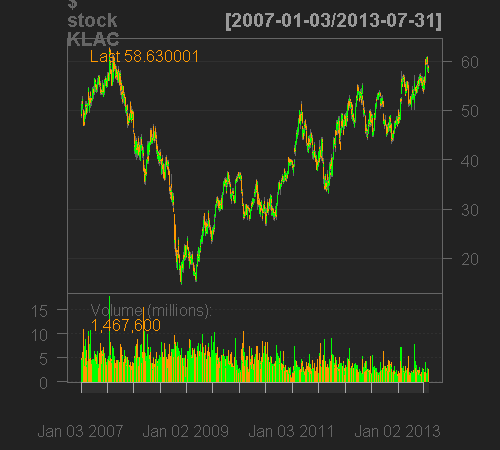 $
stock
KLAC
[2007-01-03/2013-07-31]
Last 58.630001
60
50
40
30
20
Volume (millions):
1,467,600
15
10
5
0
Jan 03 2007
Jan 02 2009
Jan 03 2011
Jan 02 2013